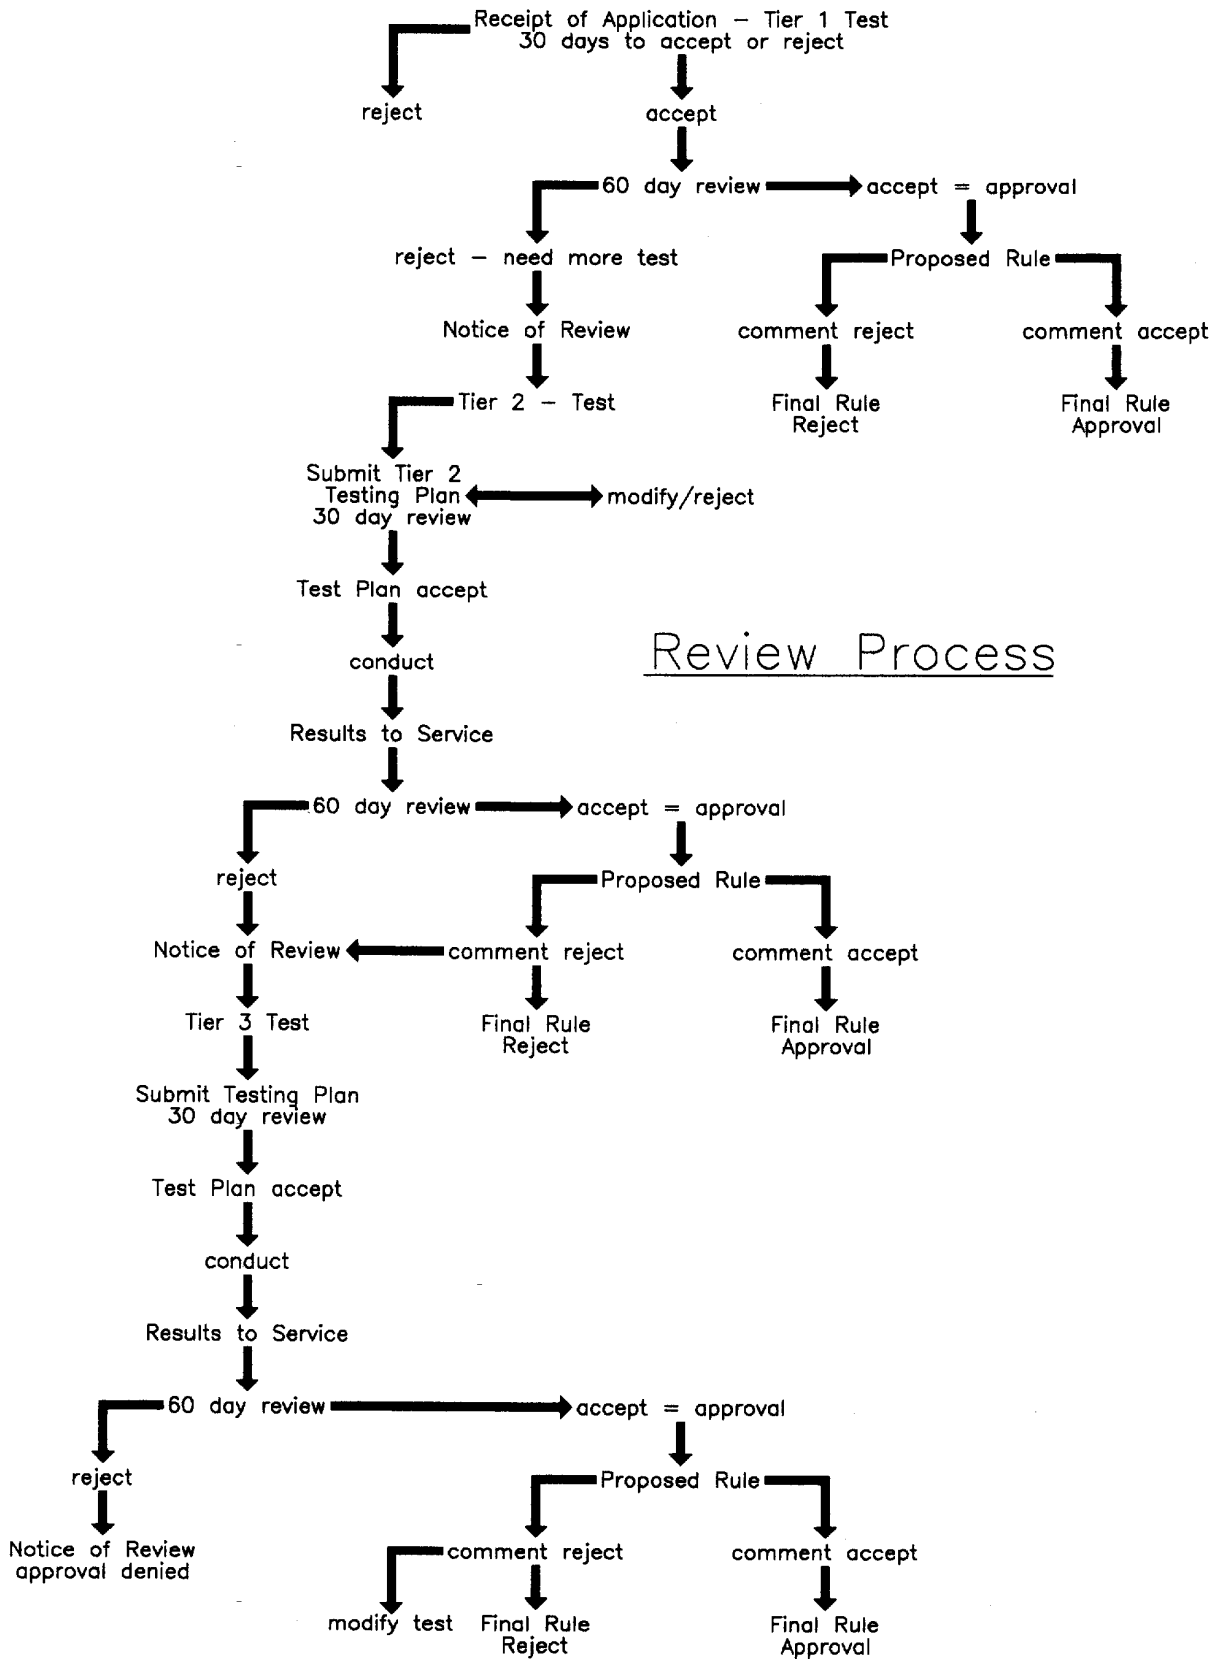 Receipt of Application – Tier 1 Test
30 days to accept or reject
reject
accept
60 day review
accept = approval
reject – need more test
Proposed Rule
Notice of Review
comment reject
comment accept
Tier 2 – Test
Final Rule
Reject
Final Rule
Approval
Submit Tier 2
Testing Plan
30 day review
modify/reject
Test Plan accept
conduct
Review Process
Results to Service
60 day review
accept = approval
reject
Proposed Rule
Notice of Review
comment reject
comment accept
Tier 3 Test
Final Rule
Reject
Final Rule
Approval
Submit Testing Plan
30 day review
Test Plan accept
conduct
Results to Service
60 day review
accept = approval
reject
Proposed Rule
Notice of Review
approval denied
comment reject
comment accept
modify test
Final Rule
Reject
Final Rule
Approval